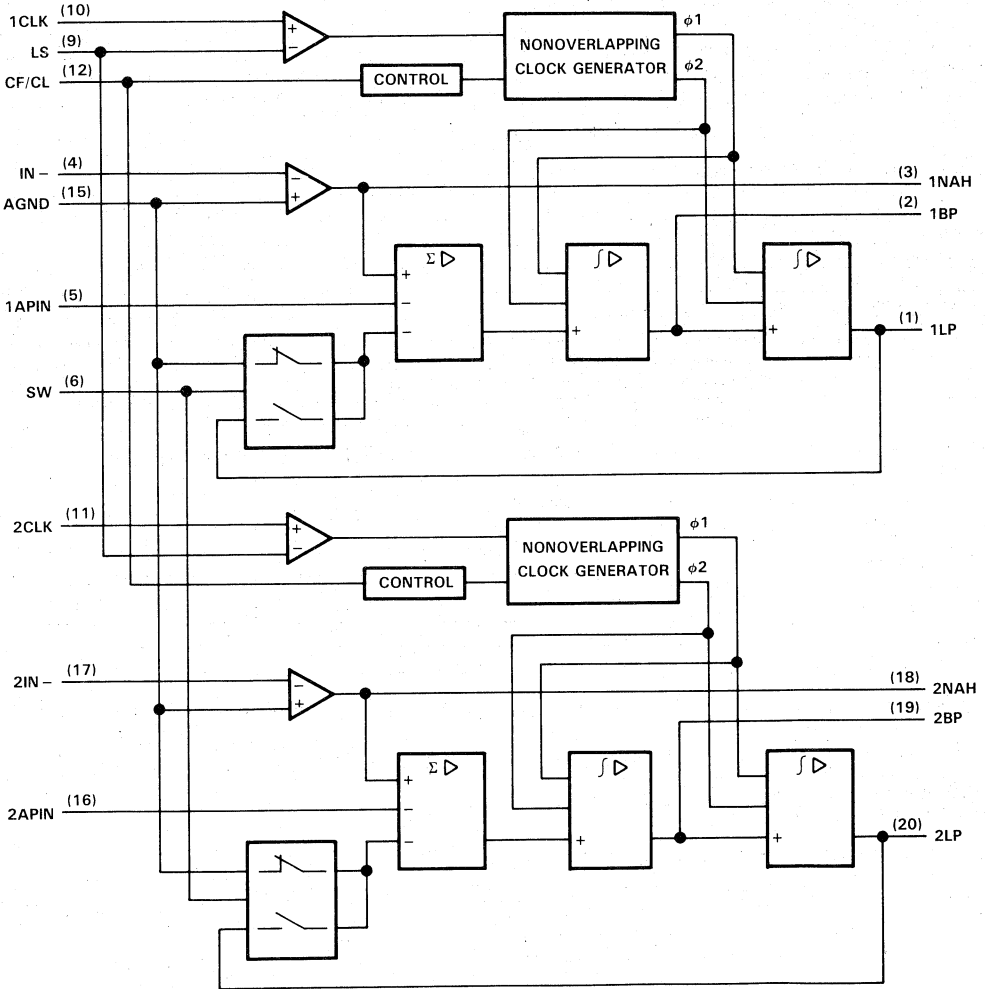 1CLK (10)
LS (9)
CF/CL (12)
+
−
CONTROL
NONOVERLAPPING
CLOCK GENERATOR
ϕ1
ϕ2
IN − (4)
AGND (15)
−
+
(3) 1NAH
(2) 1BP
1APIN (5)
Σ ▷
+
−
−
∫ ▷
+
∫ ▷
+
(1) 1LP
SW (6)
2CLK (11)
+
−
CONTROL
NONOVERLAPPING
CLOCK GENERATOR
ϕ1
ϕ2
2IN − (17)
−
+
(18) 2NAH
(19) 2BP
2APIN (16)
Σ ▷
+
−
−
∫ ▷
+
∫ ▷
+
(20) 2LP